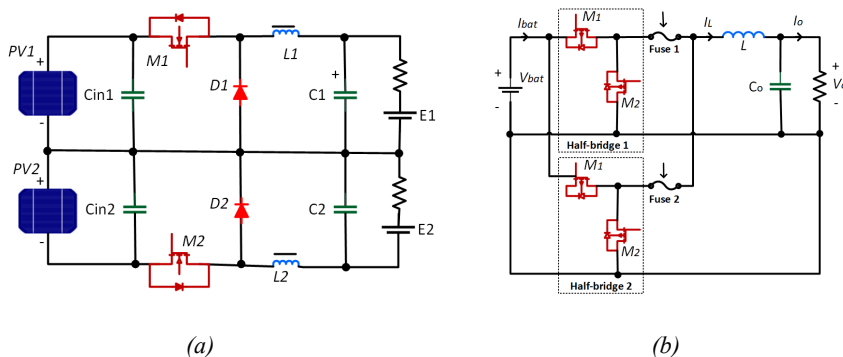 PV1
+
-
Cin1
M1
D1
L1
+
C1
E1
PV2
+
-
Cin2
M2
D2
L2
C2
E2
(a)
Ibat
M1
Fuse 1
IL
L
Io
+
Vbat
-
M2
Co
+
-
Half-bridge 1
M1
Fuse 2
M2
Half-bridge 2
(b)